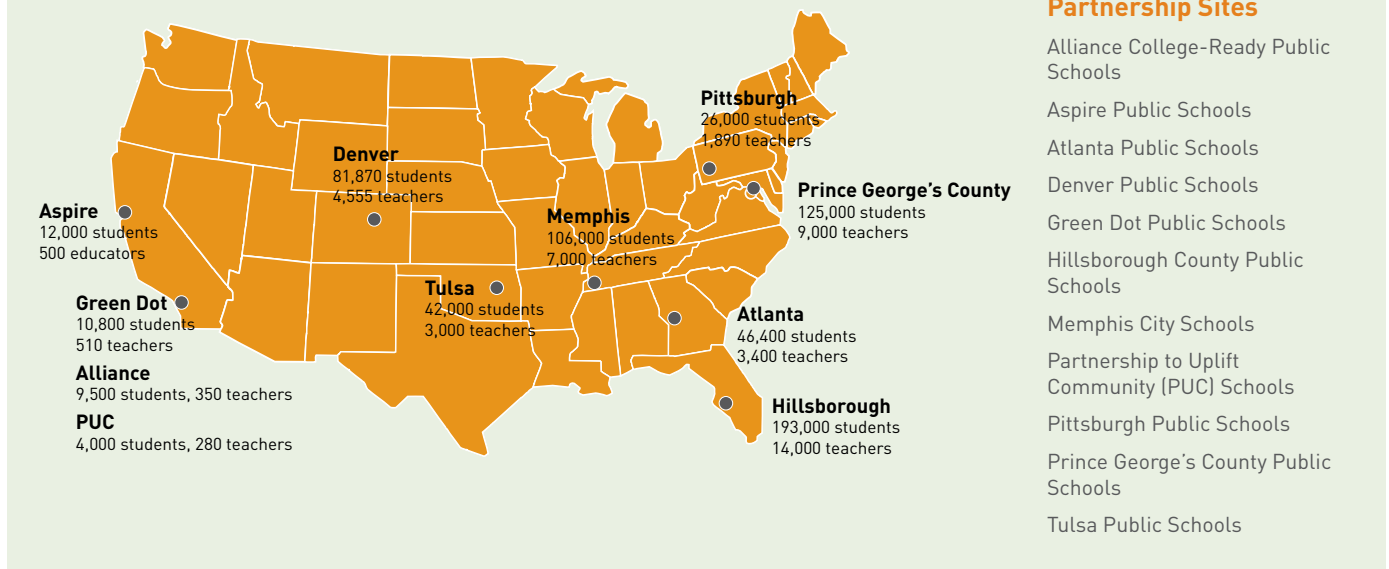 Pittsburgh
26,000 students
1,890 teachers
Denver
81,870 students
4,555 teachers
Prince George’s County
125,000 students
9,000 teachers
Aspire
12,000 students
500 educators
Memphis
106,000 students
7,000 teachers
Tulsa
42,000 students
3,000 teachers
Green Dot
10,800 students
510 teachers
Atlanta
46,400 students
3,400 teachers
Alliance
9,500 students, 350 teachers
PUC
4,000 students, 280 teachers
Hillsborough
193,000 students
14,000 teachers
Partnership Sites
Alliance College-Ready Public
Schools
Aspire Public Schools
Atlanta Public Schools
Denver Public Schools
Green Dot Public Schools
Hillsborough County Public
Schools
Memphis City Schools
Partnership to Uplift
Community (PUC) Schools
Pittsburgh Public Schools
Prince George’s County Public
Schools
Tulsa Public Schools